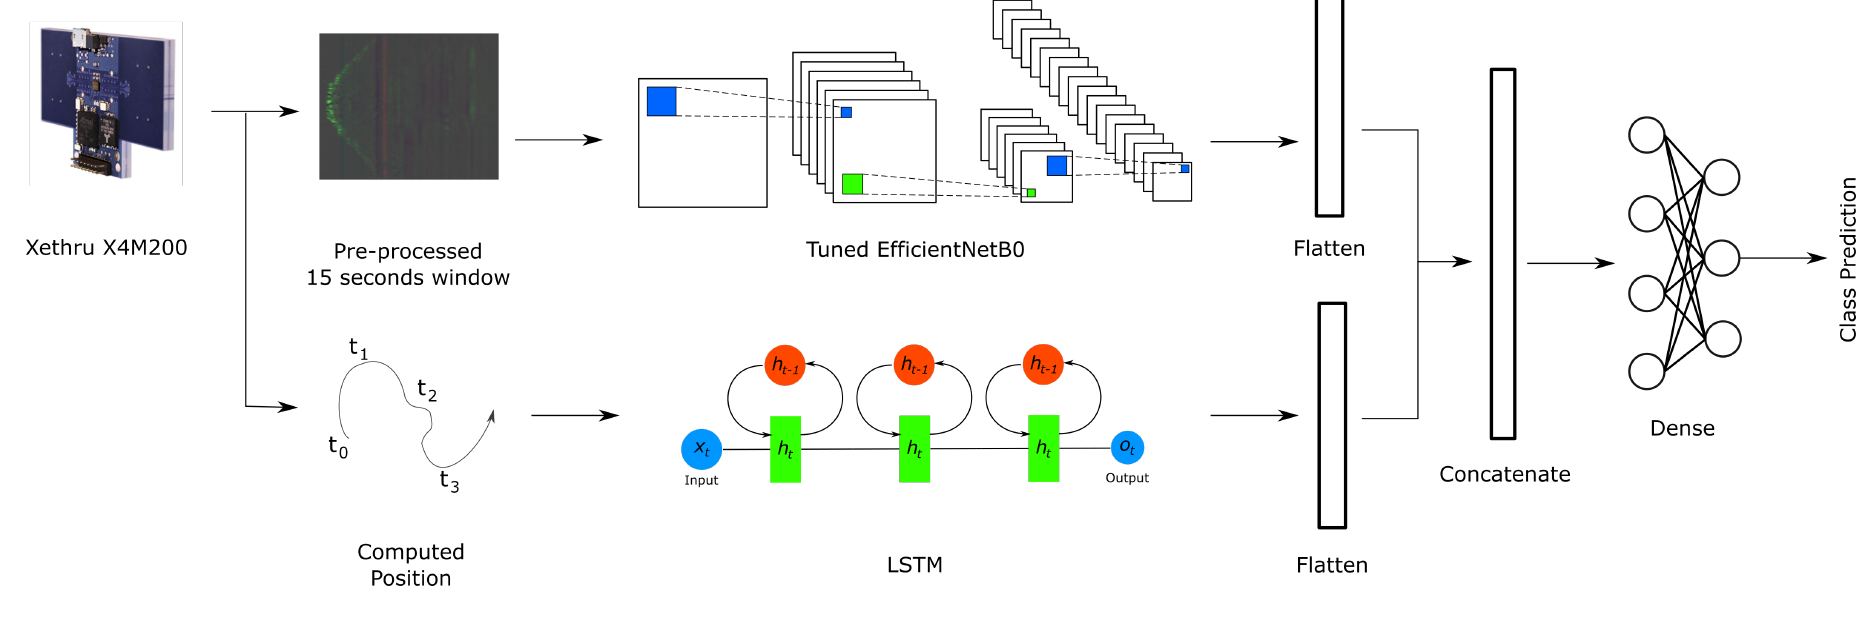 Xethru X4M200
Pre-processed
15 seconds window
Tuned EfficientNetB0
Flatten
Class Prediction
t1
t2
t0
t3
Computed
Position
ht-1
ht-1
ht-1
xt
ht
ht
ht
ot
Input
Output
LSTM
Flatten
Concatenate
Dense